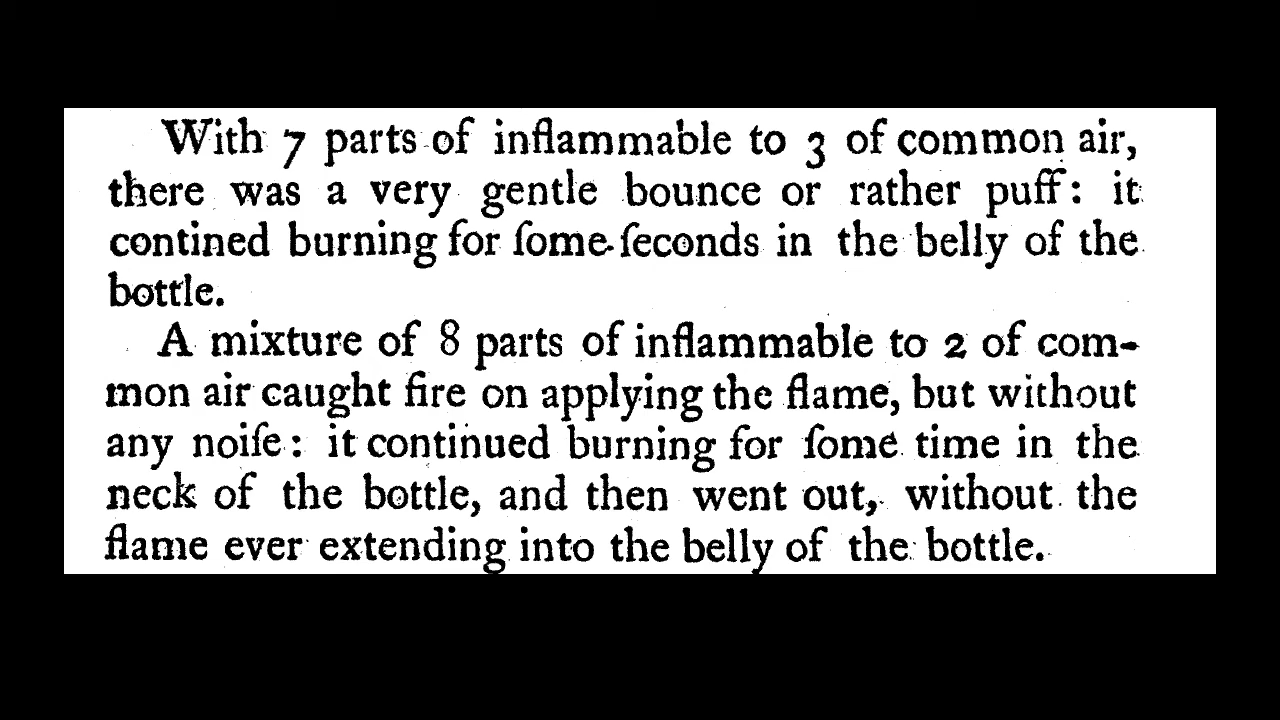 With 7 parts of inflammable to 3 of common air,
there was a very gentle bounce or rather puff: it
contined burning for ſome ſeconds in the belly of the
bottle.
A mixture of 8 parts of inflammable to 2 of com-
mon air caught fire on applying the flame, but without
any noiſe: it continued burning for ſome time in the
neck of the bottle, and then went out, without the
flame ever extending into the belly of the bottle.